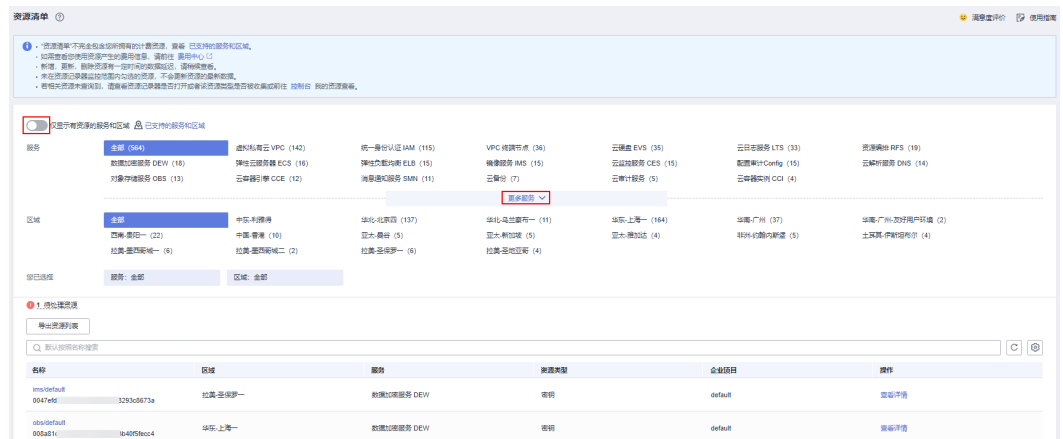 资源清单
满意度评价 使用指南
"资源清单"不完全包含您所拥有的计费资源，查看 已支持的服务和区域。
如需查看您使用资源产生的费用信息，请前往 费用中心
新增、更新、删除资源有一定时间的数据延迟，请稍候查看。
未在资源记录器监控范围内勾选的资源，不会更新资源的最新数据。
若相关资源未查询到，请查看资源记录器是否打开或者该资源类型是否被收集或前往 控制台 我的资源查看。
仅显示有资源的服务和区域 已支持的服务和区域
服务 全部 (564) 虚拟私有云 VPC (142) 统一身份认证 IAM (115) VPC 终端节点 (36) 云硬盘 EVS (35) 云日志服务 LTS (33) 资源编排 RFS (19)
数据加密服务 DEW (18) 弹性云服务器 ECS (16) 弹性负载均衡 ELB (15) 镜像服务 IMS (15) 云监控服务 CES (15) 配置审计Config (15) 云解析服务 DNS (14)
对象存储服务 OBS (13) 云容器引擎 CCE (12) 消息通知服务 SMN (11) 云备份 (7) 云审计服务 (5) 云容器实例 CCI (4)
更多服务
区域 全部 中东-利雅得 华北-北京四 (137) 华北-乌兰察布一 (11) 华东-上海一 (164) 华南-广州 (37) 华南-广州-友好用户环境 (2)
西南-贵阳一 (22) 中国-香港 (10) 亚太-曼谷 (5) 亚太-新加坡 (5) 亚太-雅加达 (4) 非洲-约翰内斯堡 (5) 土耳其-伊斯坦布尔 (4)
拉美-墨西哥城一 (6) 拉美-墨西哥城二 (2) 拉美-圣保罗一 (6) 拉美-圣地亚哥 (4)
您已选择 服务：全部 区域：全部
1 待处理资源
导出资源列表
默认按照名称搜索
名称 区域 服务 资源类型 企业项目 操作
ims/default
0047efd 3293c8673a 拉美-圣保罗一 数据加密服务 DEW 密钥 default 查看详情
obs/default
008a81 b40f5fecc4 华东-上海一 数据加密服务 DEW 密钥 default 查看详情